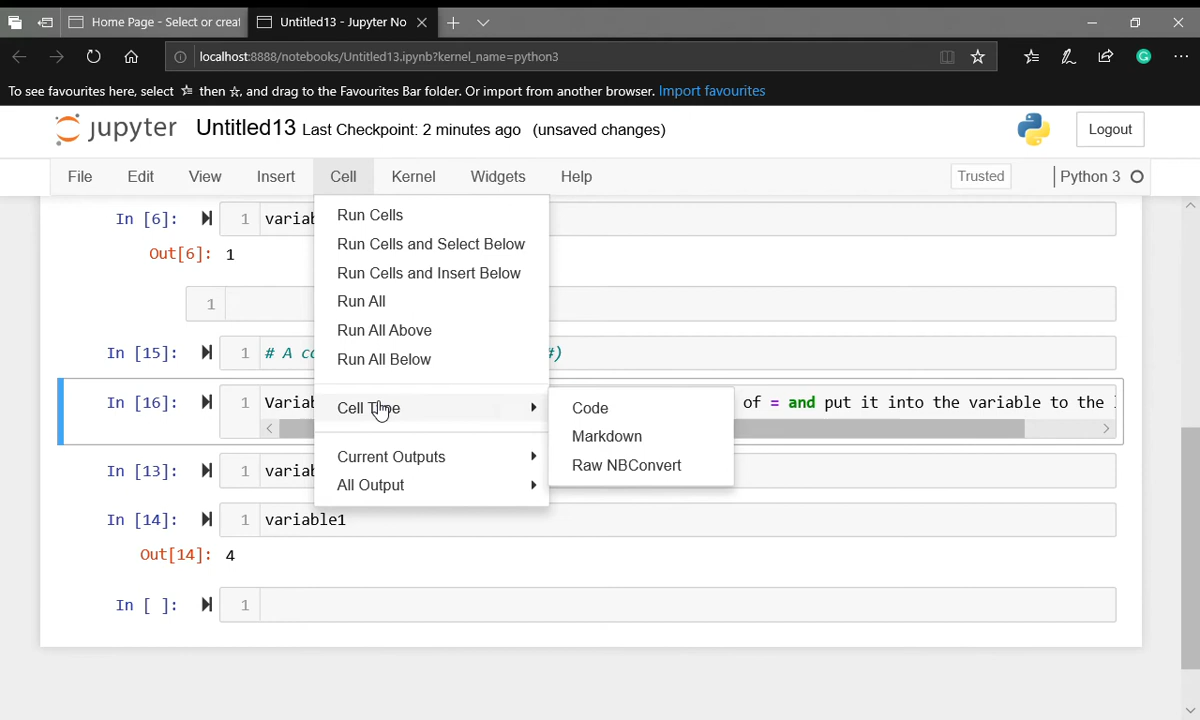 Home Page - Select or creat
Untitled13 - Jupyter No
localhost:8888/notebooks/Untitled13.ipynb?kernel_name=python3
To see favourites here, select then , and drag to the Favourites Bar folder. Or import from another browser. Import favourites
jupyter Untitled13 Last Checkpoint: 2 minutes ago (unsaved changes)
Logout
File Edit View Insert Cell Kernel Widgets Help Trusted Python 3
Run Cells
Run Cells and Select Below
Run Cells and Insert Below
Run All
Run All Above
Run All Below
Cell Type
Current Outputs
All Output
Code
Markdown
Raw NBConvert
In [6]: 1
Out[6]: 1
1
In [15]: 1 # A #)
In [16]: 1 of = and put it into the variable to the
In [13]: 1
In [14]: 1 variable1
Out[14]: 4
In [ ]: 1